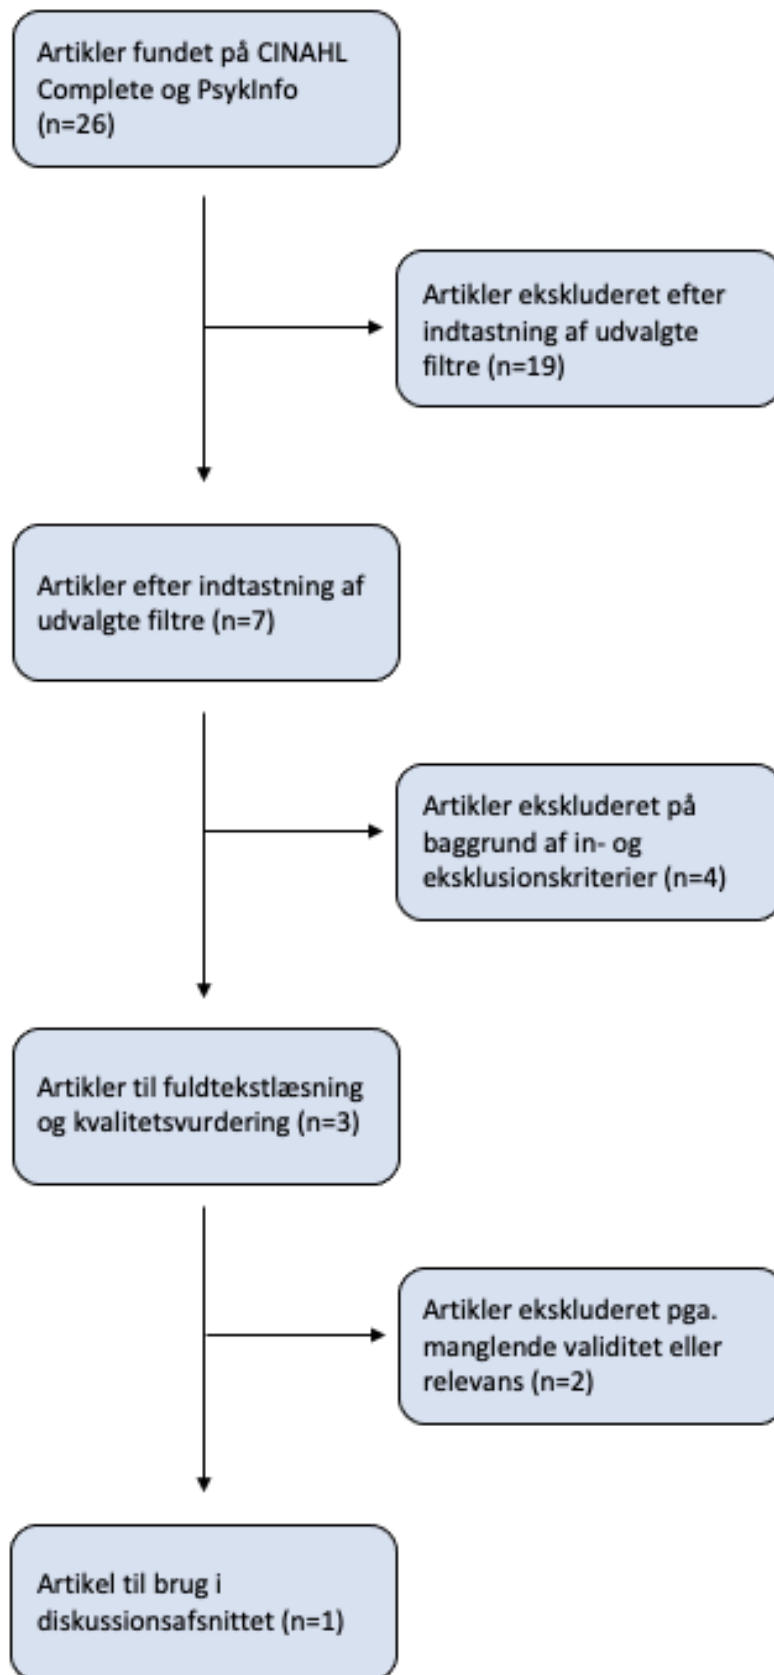 Artikler fundet på CINAHL
Complete og PsykInfo
(n=26)
Artikler ekskluderet efter
indtastning af udvalgte
filtre (n=19)
Artikler efter indtastning af
udvalgte filtre (n=7)
Artikler ekskluderet på
baggrund af in- og
eksklusionskriterier (n=4)
Artikler til fuldtekstlæsning
og kvalitetsvurdering (n=3)
Artikler ekskluderet pga.
manglende validitet eller
relevans (n=2)
Artikel til brug i
diskussionsafsnittet (n=1)